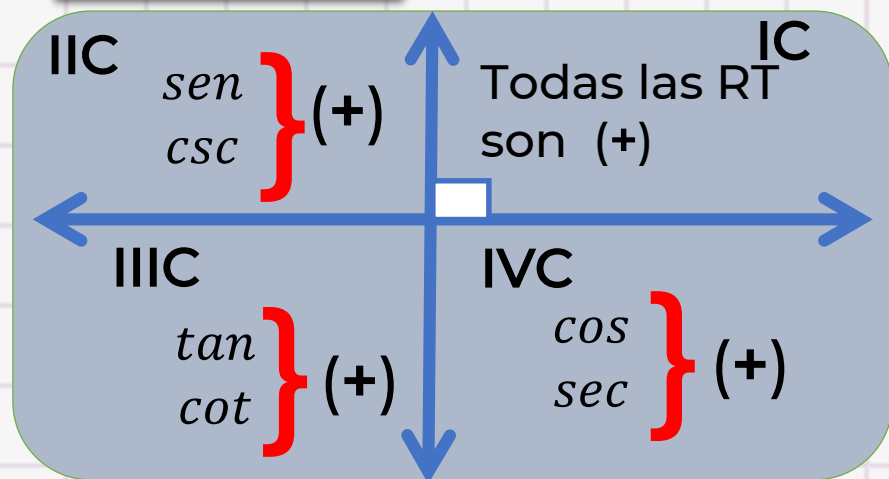 IIC
sen
csc
(+)
IC
Todas las RT
son (+)
IIIC
tan
cot
(+)
IVC
cos
sec
(+)